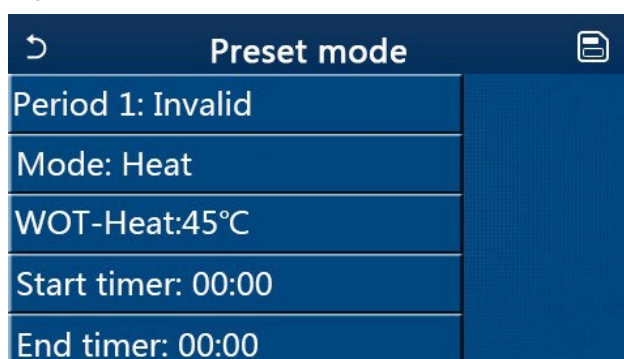 Preset mode
Period 1: Invalid
Mode: Heat
WOT-Heat:45℃
Start timer: 00:00
End timer: 00:00